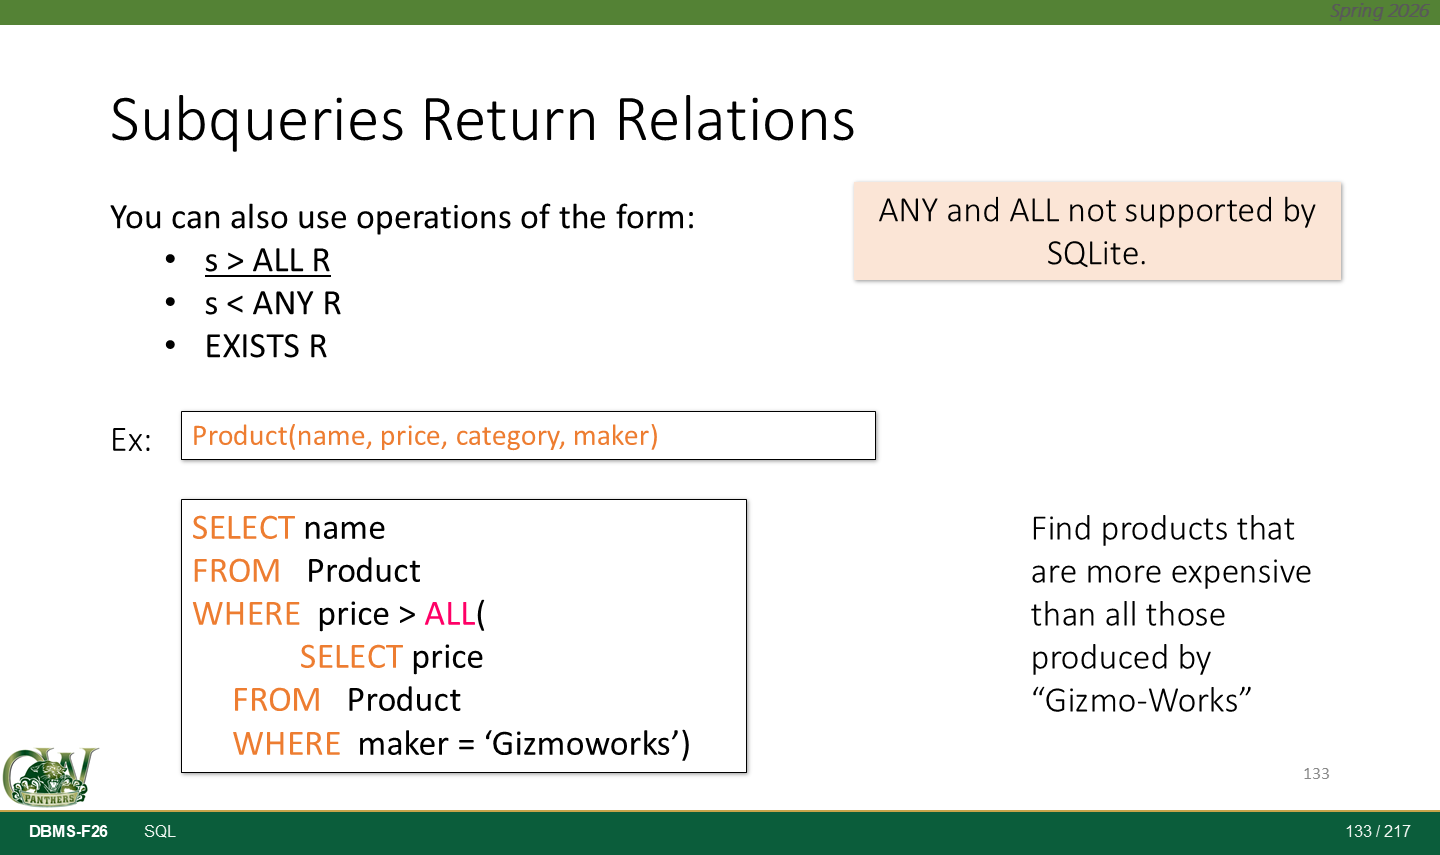 Spring 2026
Subqueries Return Relations
You can also use operations of the form:
• s > ALL R
• s < ANY R
• EXISTS R
ANY and ALL not supported by
SQLite.
Ex:
Product(name, price, category, maker)
SELECT name
FROM Product
WHERE price > ALL(
SELECT price
FROM Product
WHERE maker = ‘Gizmoworks’)
Find products that
are more expensive
than all those
produced by
“Gizmo-Works”
133
CW
PANTHERS
DBMS-F26 SQL 133 / 217